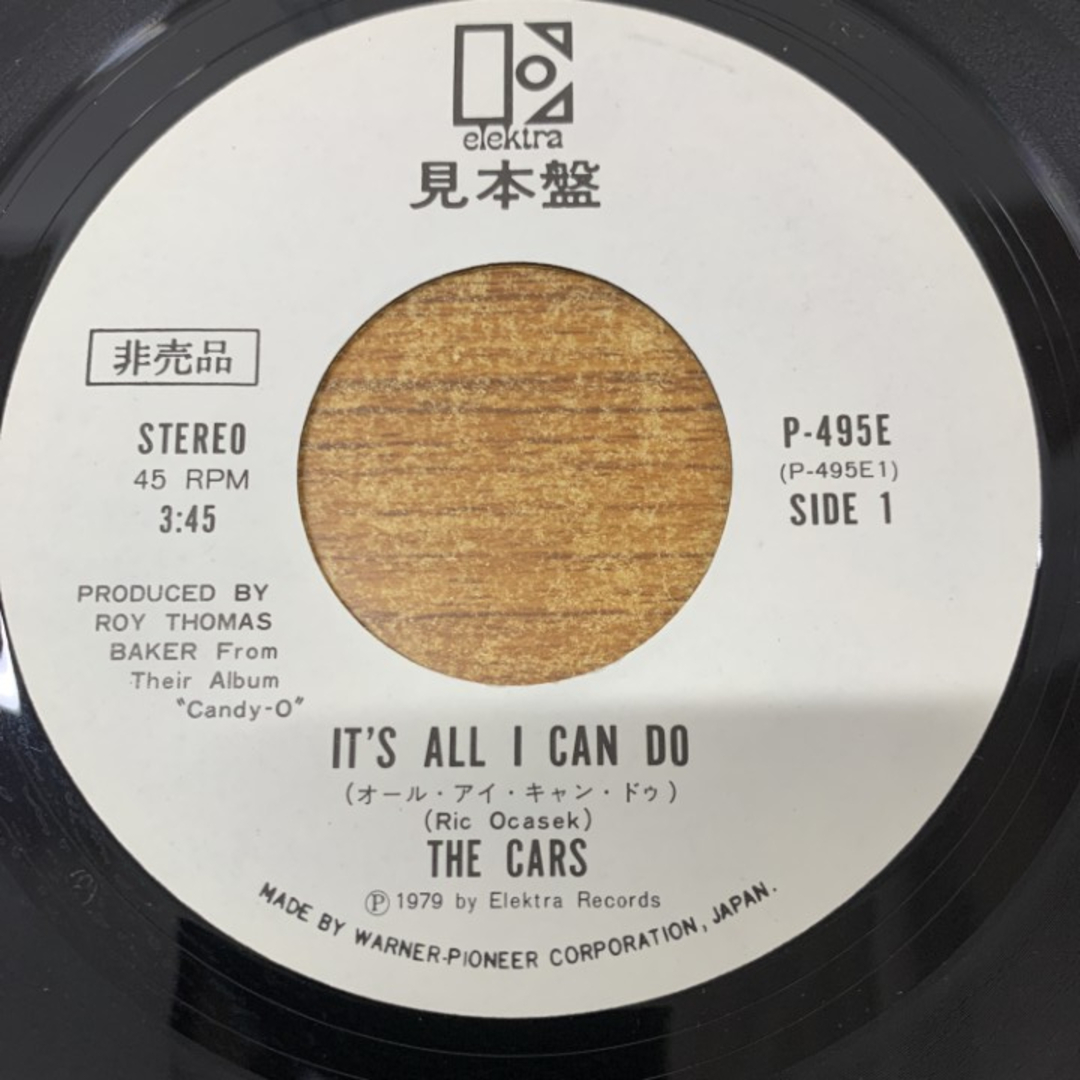 elektra
見本盤
非売品
STEREO
45 RPM
3:45
P-495E
(P-495E1)
SIDE 1
PRODUCED BY
ROY THOMAS
BAKER From
Their Album
"Candy-O"
IT'S ALL I CAN DO
(オール・アイ・キャン・ドゥ)
(Ric Ocasek)
THE CARS
Ⓟ 1979 by Elektra Records
MADE BY WARNER-PIONEER CORPORATION, JAPAN.